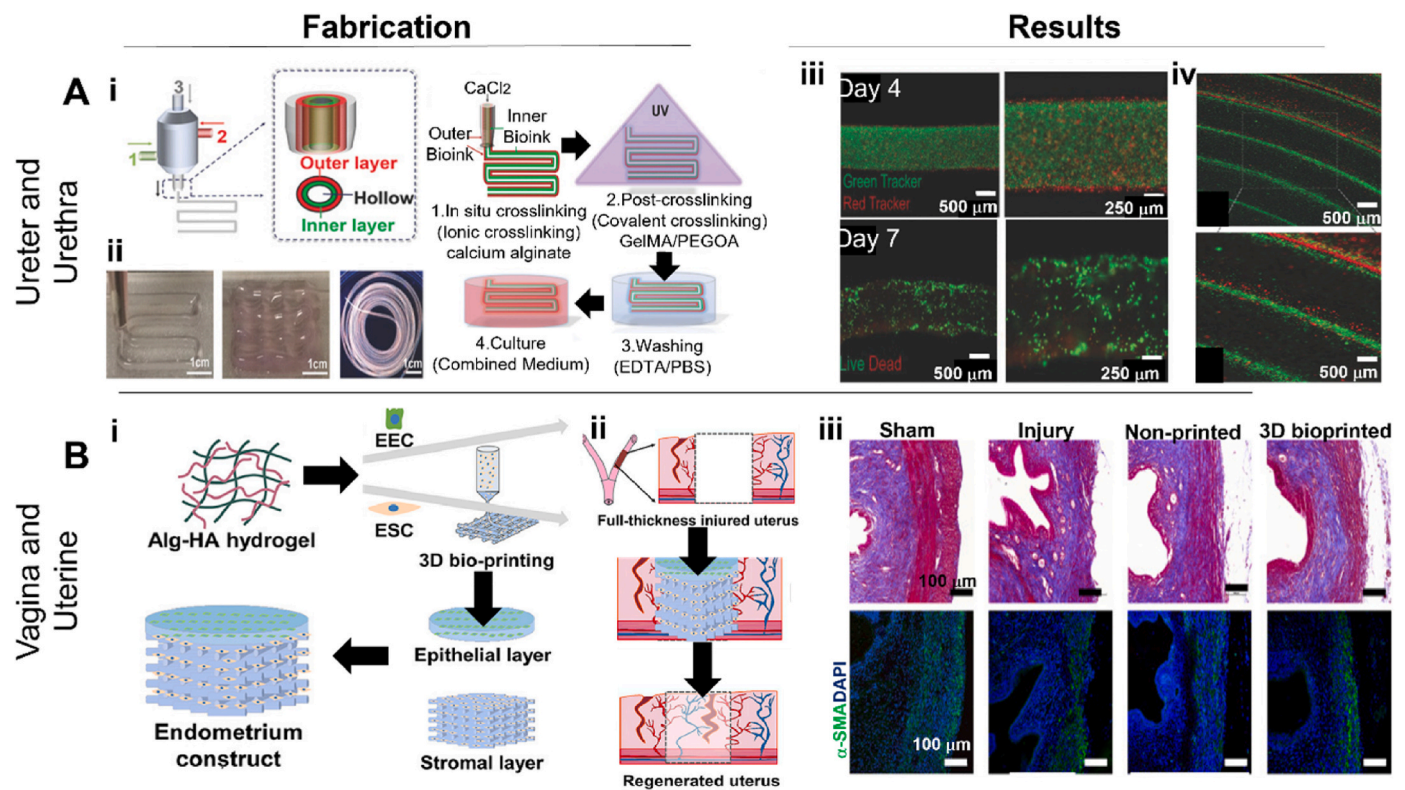 Fabrication
Results
Ureter and
Urethra
A
i
3
2
1
Outer layer
Hollow
Inner layer
CaCl2
Outer
Bioink
Inner
Bioink
1.In situ crosslinking
(Ionic crosslinking)
calcium alginate
UV
2.Post-crosslinking
(Covalent crosslinking)
GelMA/PEGOA
3.Washing
(EDTA/PBS)
4.Culture
(Combined Medium)
ii
1cm
1cm
1cm
iii
Day 4
Green Tracker
Red Tracker
500 μm
250 μm
Day 7
Live Dead
500 μm
250 μm
iv
500 μm
500 μm
Vagina and
Uterine
B
i
Alg-HA hydrogel
EEC
ESC
3D bio-printing
Epithelial layer
Stromal layer
Endometrium
construct
ii
Full-thickness injured uterus
Regenerated uterus
iii
Sham
Injury
Non-printed
3D bioprinted
100 μm
α-SMADAPI
100 μm